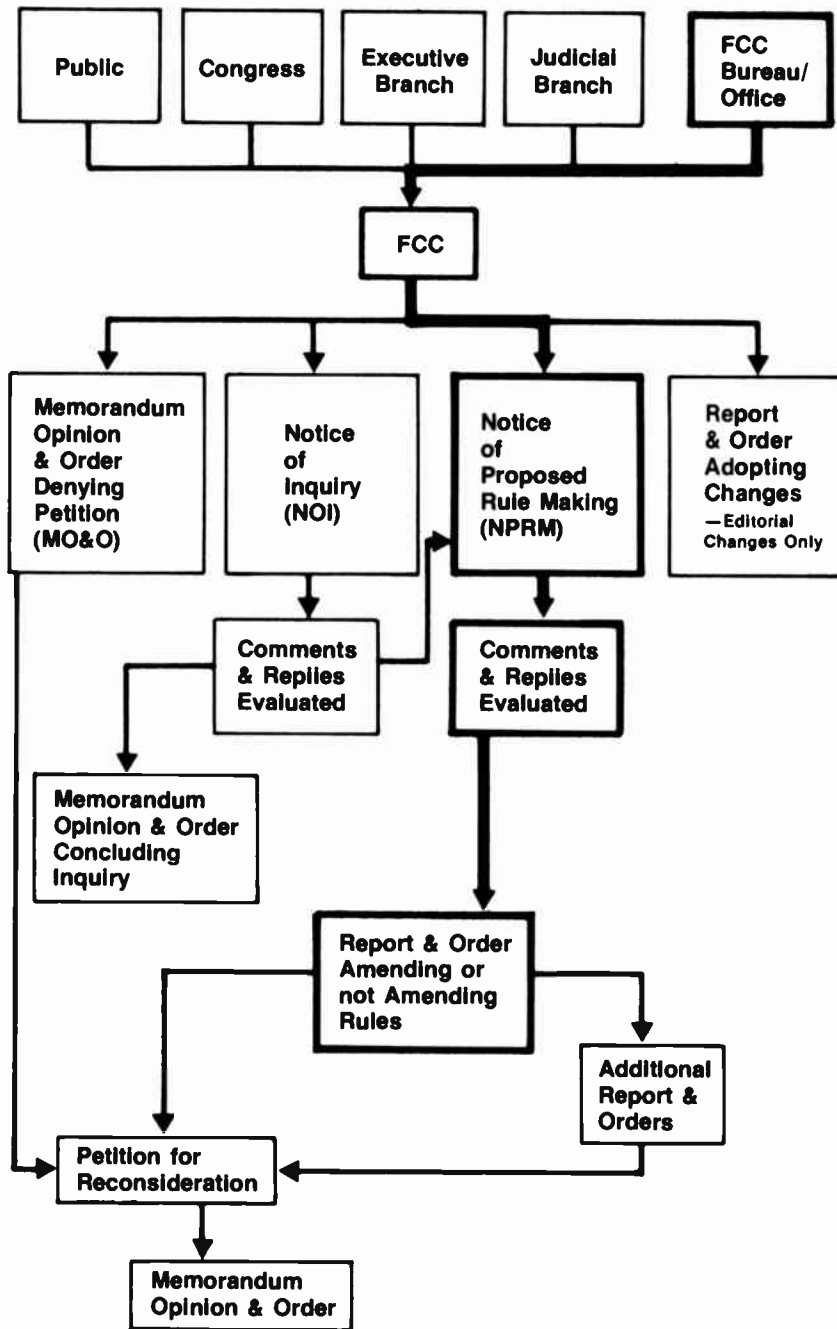 Public
Congress
Executive
Branch
Judicial
Branch
FCC
Bureau/
Office
FCC
Memorandum
Opinion
& Order
Denying
Petition
(MO&O)
Notice
of
Inquiry
(NOI)
Notice
of
Proposed
Ruie Making
(NPRM)
Report
& Order
Adopting
Changes
—Editorial
Changes Only
Comments
& Repiies
Evaluated
Comments
& Repiies
Evaluated
Memorandum
Opinion & Order
Concluding
Inquiry
Report & Order
Amending or
not Amending
Rules
Additional
Report &
Orders
Petition for
Reconsideration
Memorandum
Opinion & Order